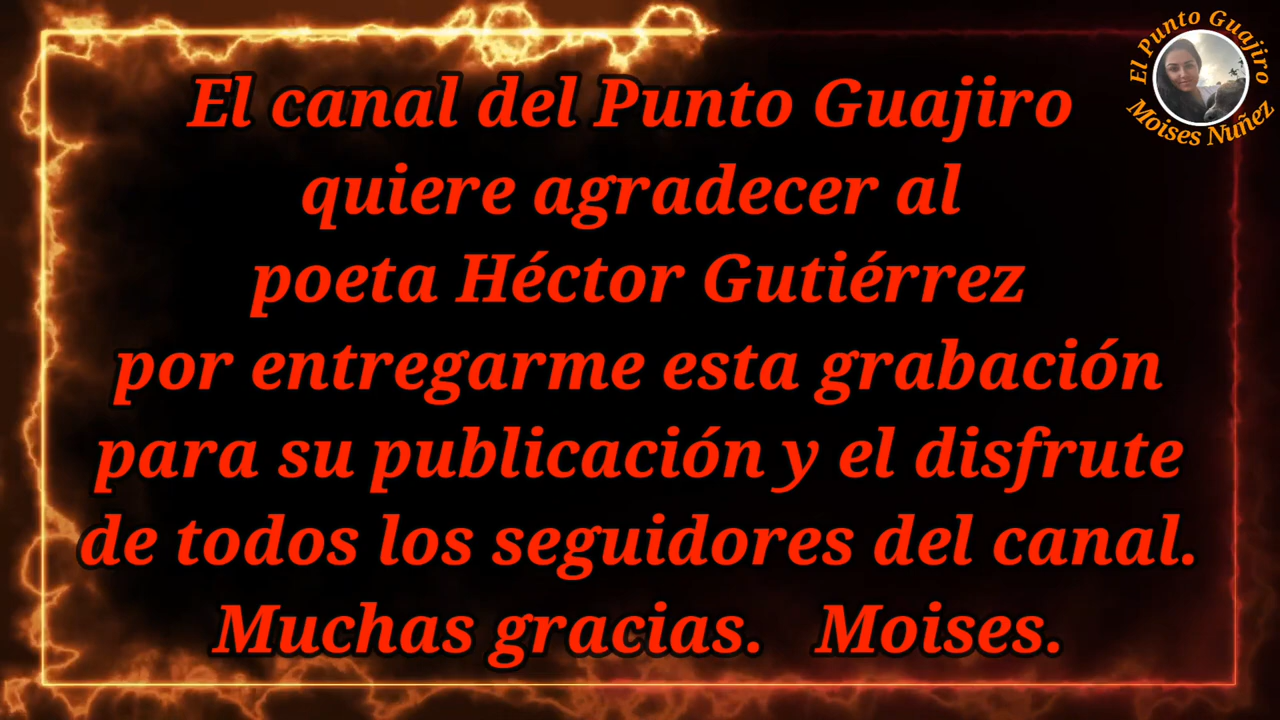 El Punto Guajiro
Moises Nuñez
El canal del Punto Guajiro
quiere agradecer al
poeta Héctor Gutiérrez
por entregarme esta grabación
para su publicación y el disfrute
de todos los seguidores del canal.
Muchas gracias.   Moises.